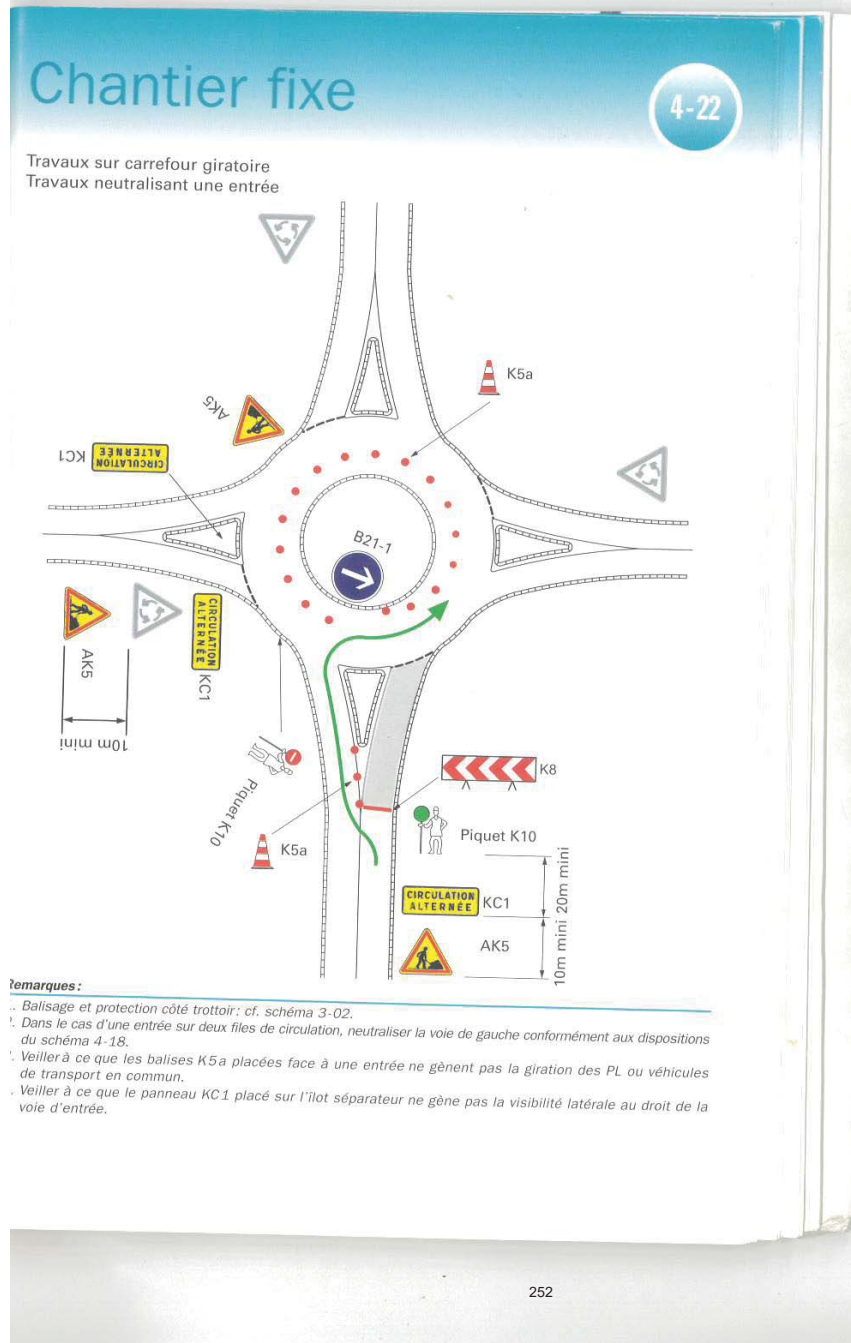 Chantier fixe
4-22
Travaux sur carrefour giratoire
Travaux neutralisant une entrée
K5a
AK5
KC1
CIRCULATION
ALTERNÉE
B21-1
CIRCULATION
ALTERNÉE
KC1
AK5
10m mini
Piquet K10
K8
Piquet K10
K5a
CIRCULATION
ALTERNÉE
KC1
20m mini
AK5
10m mini
Remarques :
. Balisage et protection côté trottoir: cf. schéma 3-02.
. Dans le cas d'une entrée sur deux files de circulation, neutraliser la voie de gauche conformément aux dispositions
du schéma 4-18.
. Veiller à ce que les balises K5a placées face à une entrée ne gènent pas la giration des PL ou véhicules
de transport en commun.
. Veiller à ce que le panneau KC1 placé sur l'îlot séparateur ne gène pas la visibilité latérale au droit de la
voie d'entrée.
252